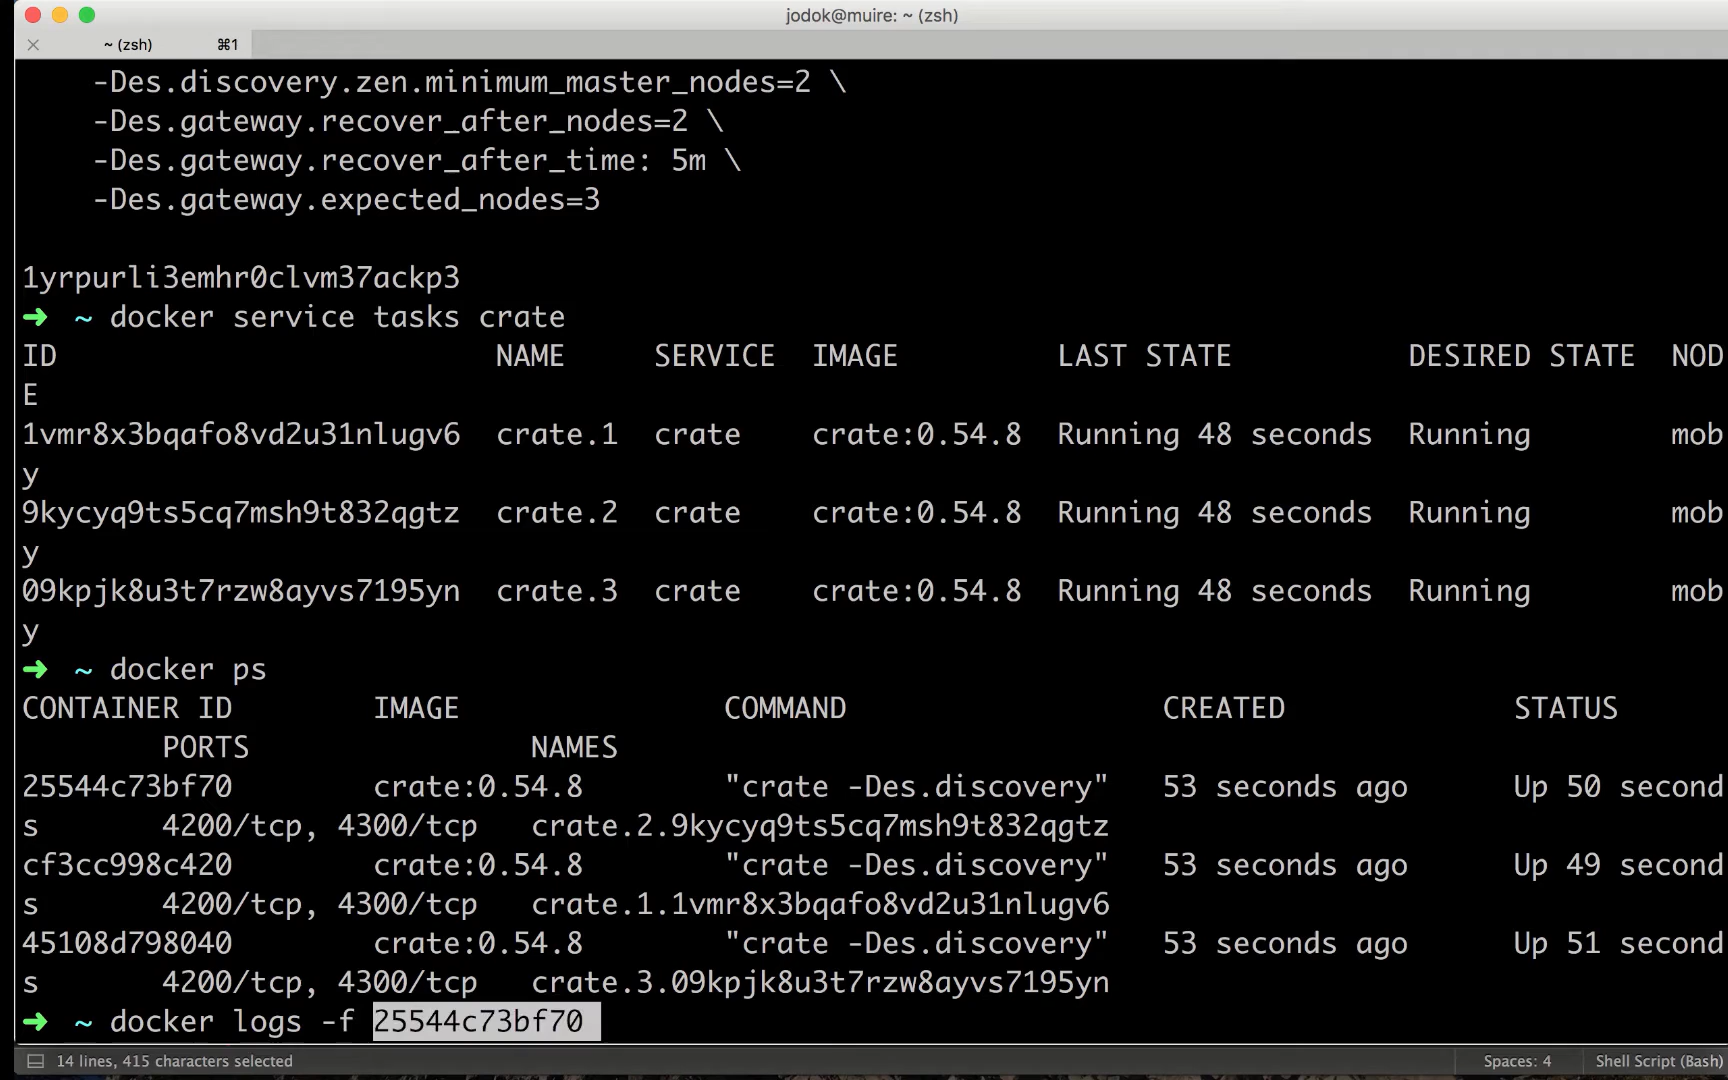 jodok@muire: ~ (zsh)
~ (zsh) ⌘1
-Des.discovery.zen.minimum_master_nodes=2 \
-Des.gateway.recover_after_nodes=2 \
-Des.gateway.recover_after_time: 5m \
-Des.gateway.expected_nodes=3
1yrpurli3emhr0clvm37ackp3
➜ ~ docker service tasks crate
ID NAME SERVICE IMAGE LAST STATE DESIRED STATE NOD
E
1vmr8x3bqafo8vd2u31nlugv6 crate.1 crate crate:0.54.8 Running 48 seconds Running mob
y
9kycyq9ts5cq7msh9t832qgtz crate.2 crate crate:0.54.8 Running 48 seconds Running mob
y
09kpjk8u3t7rzw8ayvs7195yn crate.3 crate crate:0.54.8 Running 48 seconds Running mob
y
➜ ~ docker ps
CONTAINER ID IMAGE COMMAND CREATED STATUS
PORTS NAMES
25544c73bf70 crate:0.54.8 "crate -Des.discovery" 53 seconds ago Up 50 second
s 4200/tcp, 4300/tcp crate.2.9kycyq9ts5cq7msh9t832qgtz
cf3cc998c420 crate:0.54.8 "crate -Des.discovery" 53 seconds ago Up 49 second
s 4200/tcp, 4300/tcp crate.1.1vmr8x3bqafo8vd2u31nlugv6
45108d798040 crate:0.54.8 "crate -Des.discovery" 53 seconds ago Up 51 second
s 4200/tcp, 4300/tcp crate.3.09kpjk8u3t7rzw8ayvs7195yn
➜ ~ docker logs -f 25544c73bf70
14 lines, 415 characters selected Spaces: 4 Shell Script (Bash)